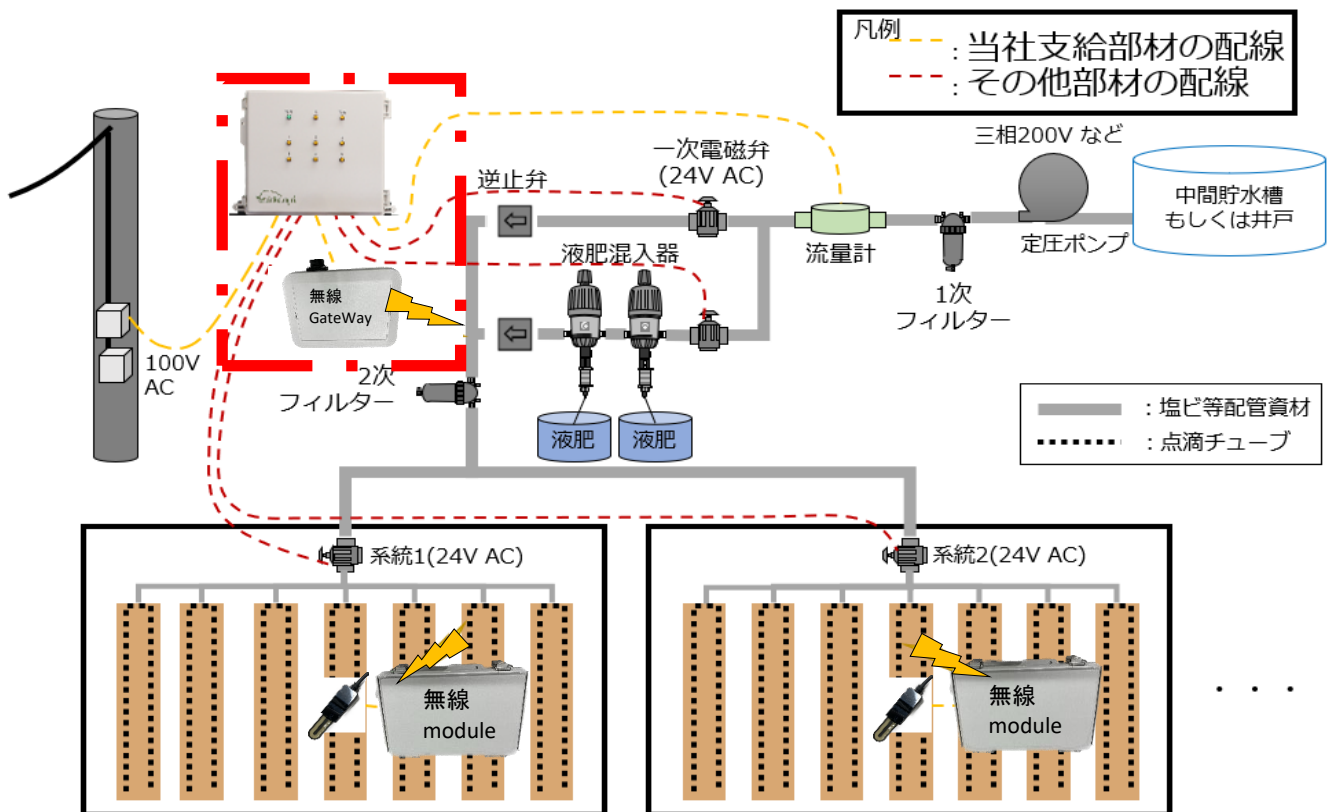 凡例
: 当社支給部材の配線
: その他部材の配線
三相200V など
一次電磁弁
(24V AC)
逆止弁
中間貯水槽
もしくは井戸
流量計
定圧ポンプ
液肥混入器
無線
GateWay
1次
フィルター
100V
AC
2次
フィルター
: 塩ビ等配管資材
: 点滴チューブ
液肥
液肥
系統1(24V AC)
系統2(24V AC)
無線
module
無線
module
・・・